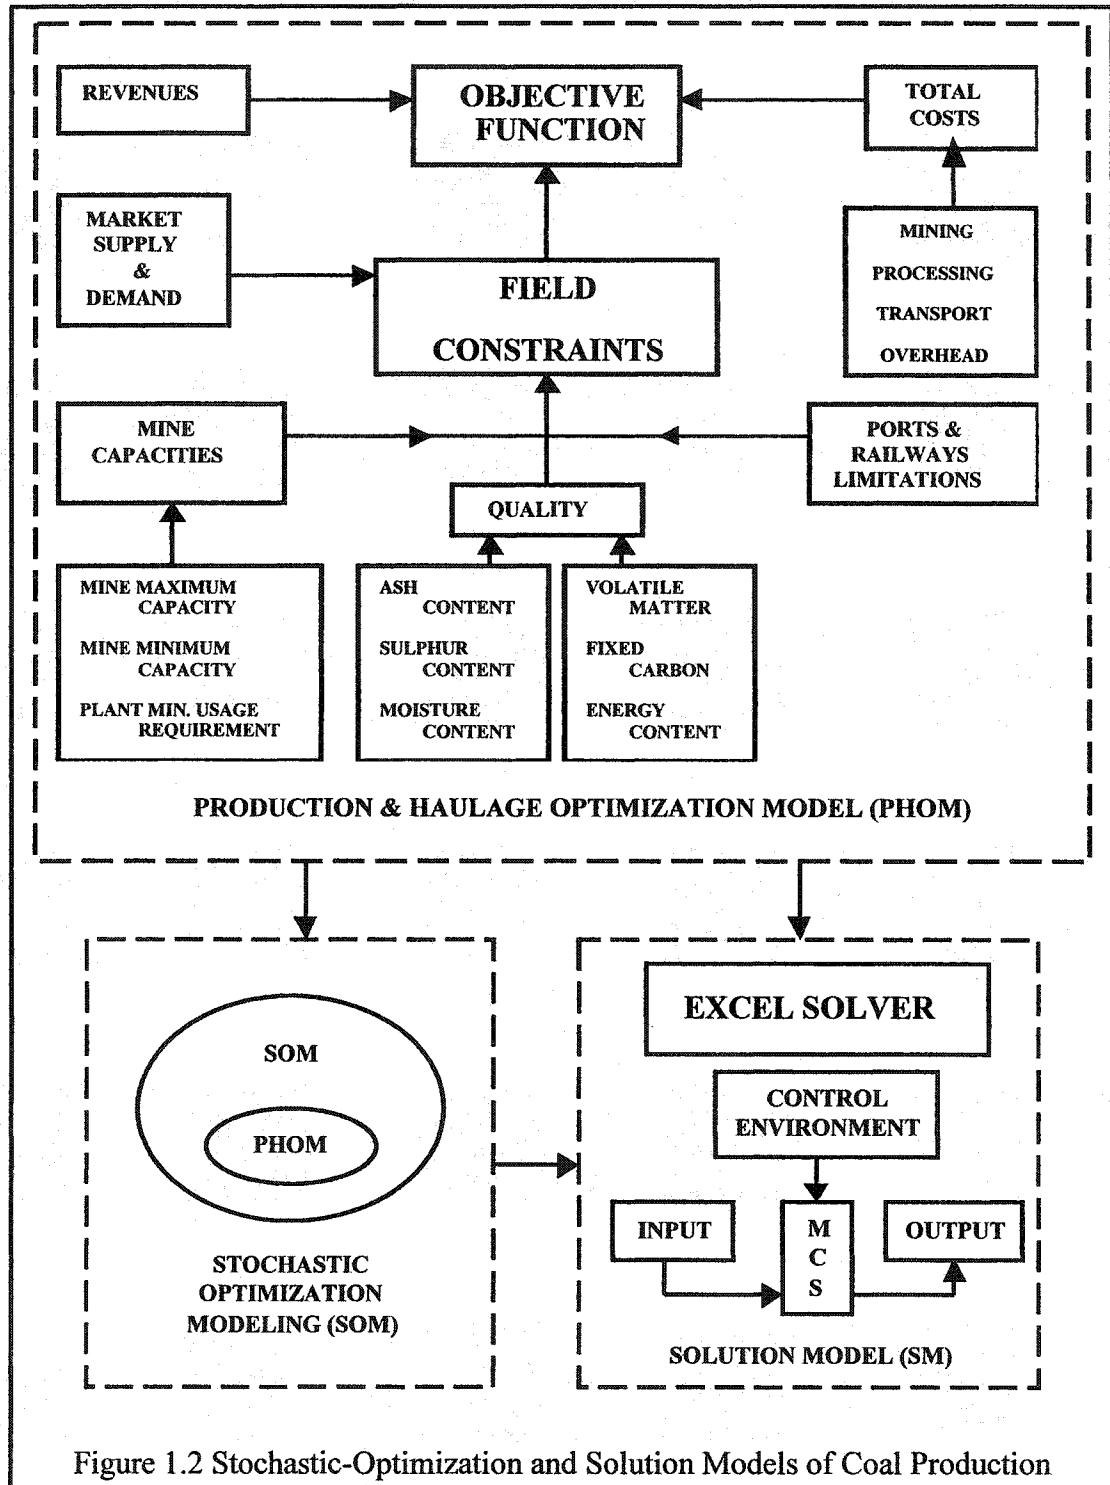 REVENUES
OBJECTIVE
FUNCTION
TOTAL
COSTS
MARKET
SUPPLY
&
DEMAND
FIELD
CONSTRAINTS
MINING
PROCESSING
TRANSPORT
OVERHEAD
MINE
CAPACITIES
PORTS &
RAILWAYS
LIMITATIONS
QUALITY
MINE MAXIMUM
CAPACITY
MINE MINIMUM
CAPACITY
PLANT MIN. USAGE
REQUIREMENT
ASH
CONTENT
SULPHUR
CONTENT
MOISTURE
CONTENT
VOLATILE
MATTER
FIXED
CARBON
ENERGY
CONTENT
PRODUCTION & HAULAGE OPTIMIZATION MODEL (PHOM)
SOM
PHOM
STOCHASTIC
OPTIMIZATION
MODELING (SOM)
EXCEL SOLVER
CONTROL
ENVIRONMENT
INPUT
M
C
S
OUTPUT
SOLUTION MODEL (SM)
Figure 1.2 Stochastic-Optimization and Solution Models of Coal Production